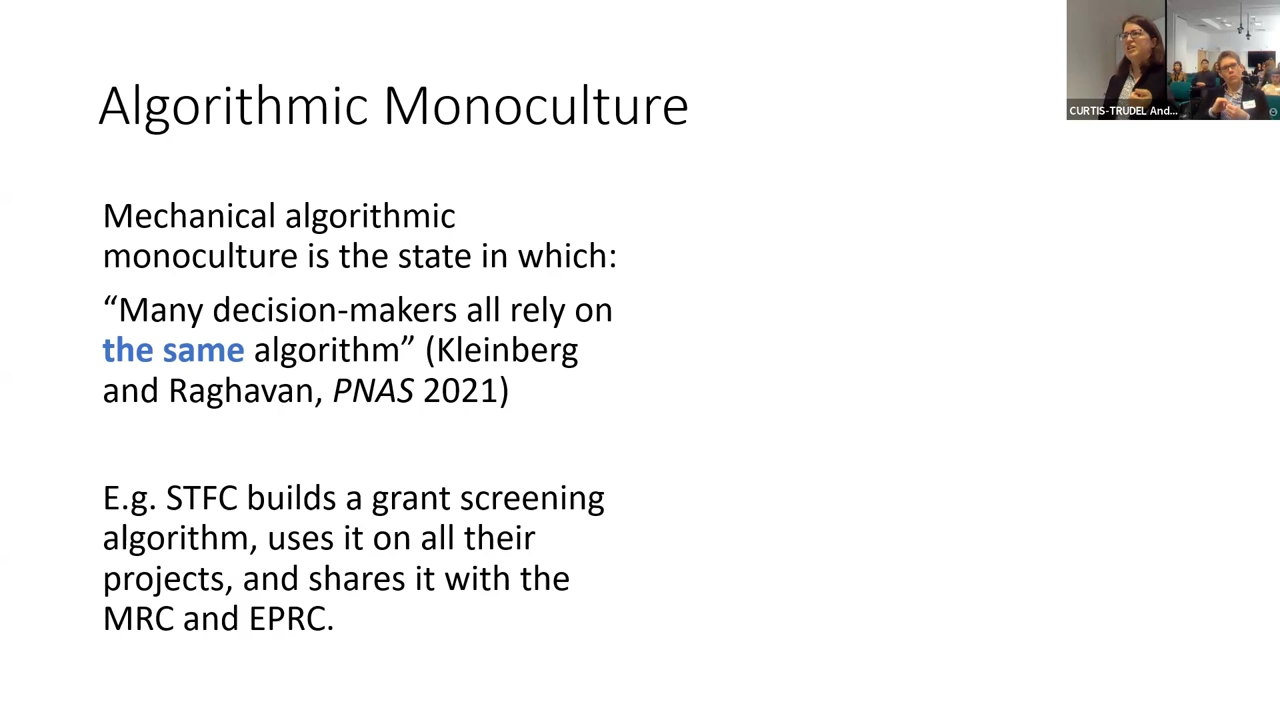 Algorithmic Monoculture
CURTIS-TRUDEL And...
Mechanical algorithmic
monoculture is the state in which:
“Many decision-makers all rely on
the same algorithm” (Kleinberg
and Raghavan, PNAS 2021)
E.g. STFC builds a grant screening
algorithm, uses it on all their
projects, and shares it with the
MRC and EPRC.